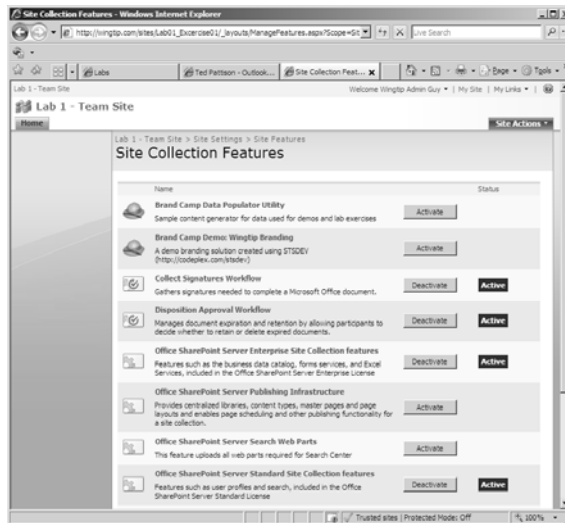 Site Collection Features - Windows Internet Explorer
http://wingtip.com/sites/Lab01_Excercise01/_layouts/ManageFeatures.aspx?Scope=Sit
Live Search
Labs
Ted Pattison - Outlook...
Site Collection Feat...
Page
Tools
Lab 1 - Team Site
Welcome Wingtip Admin Guy
My Site
My Links
Lab 1 - Team Site
Home
Site Actions
Lab 1 - Team Site > Site Settings > Site Features
Site Collection Features
Name
Status
Brand Camp Data Populator Utility
Sample content generator for data used for demos and lab exercises
Activate
Brand Camp Demo: Wingtip Branding
A demo branding solution created using STSDEV
(http://codeplex.com/stsdev)
Activate
Collect Signatures Workflow
Gathers signatures needed to complete a Microsoft Office document.
Deactivate
Active
Disposition Approval Workflow
Manages document expiration and retention by allowing participants to
decide whether to retain or delete expired documents.
Deactivate
Active
Office SharePoint Server Enterprise Site Collection features
Features such as the business data catalog, forms services, and Excel
Services, included in the Office SharePoint Server Enterprise License
Deactivate
Active
Office SharePoint Server Publishing Infrastructure
Provides centralized libraries, content types, master pages and page
layouts and enables page scheduling and other publishing functionality for
a site collection.
Activate
Office SharePoint Server Search Web Parts
This feature uploads all web parts required for Search Center
Activate
Office SharePoint Server Standard Site Collection features
Features such as user profiles and search, included in the Office
SharePoint Server Standard License
Deactivate
Active
Trusted sites | Protected Mode: Off
100%